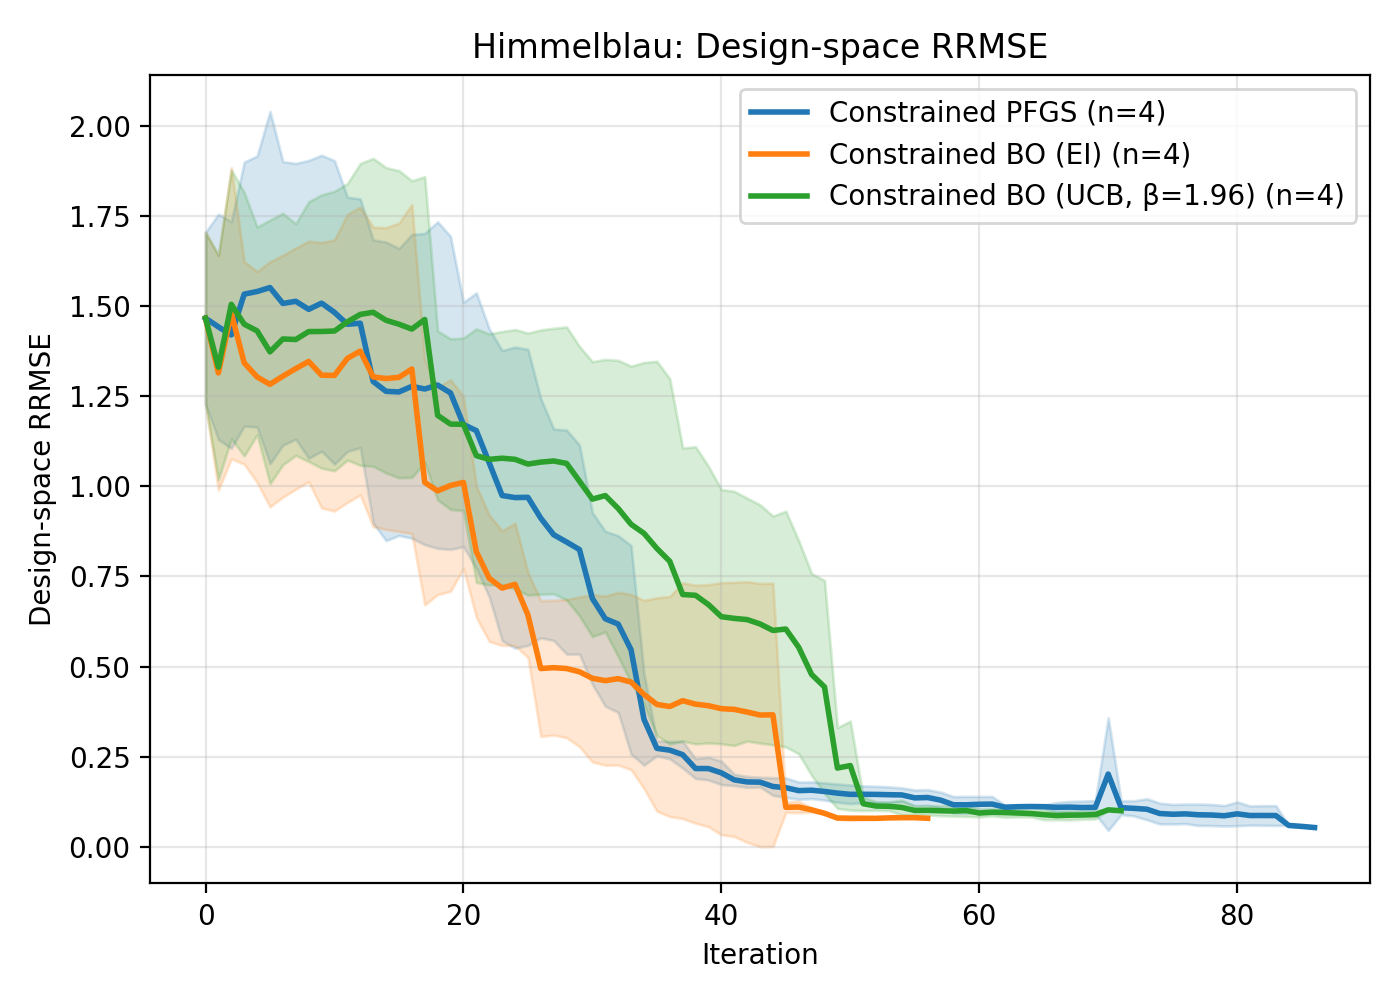 Himmelblau: Design-space RRMSE
Constrained PFGS (n=4)
Constrained BO (EI) (n=4)
Constrained BO (UCB, β=1.96) (n=4)
Design-space RRMSE
2.00
1.75
1.50
1.25
1.00
0.75
0.50
0.25
0.00
0 20 40 60 80
Iteration